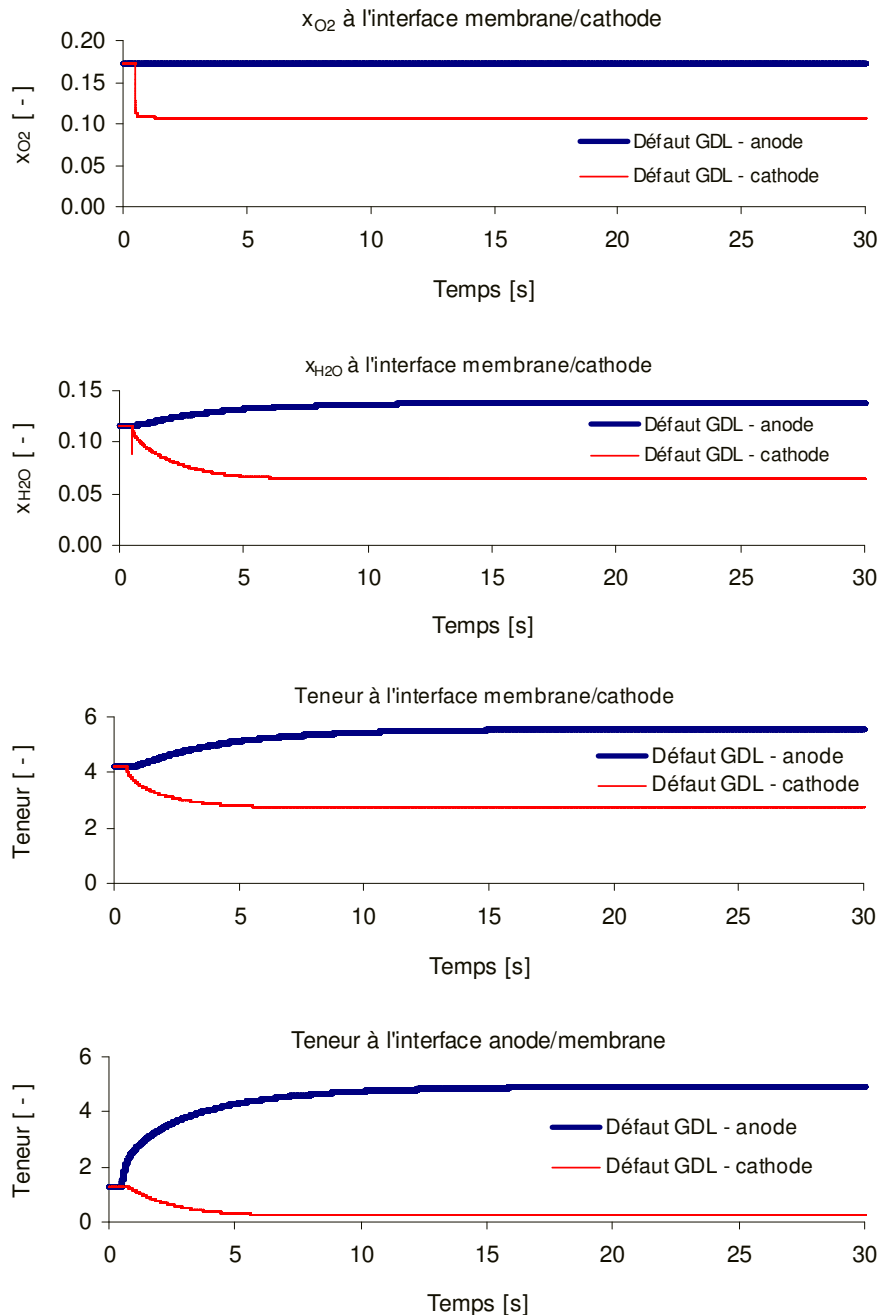 xO2 à l'interface membrane/cathode
0.20
0.15
0.10
0.05
0.00
xO2 [ - ]
Défaut GDL - anode
Défaut GDL - cathode
0 5 10 15 20 25 30
Temps [s]
xH2O à l'interface membrane/cathode
0.15
0.10
0.05
0.00
xH2O [ - ]
Défaut GDL - anode
Défaut GDL - cathode
0 5 10 15 20 25 30
Temps [s]
Teneur à l'interface membrane/cathode
6
4
2
0
Teneur [ - ]
Défaut GDL - anode
Défaut GDL - cathode
0 5 10 15 20 25 30
Temps [s]
Teneur à l'interface anode/membrane
6
4
2
0
Teneur [ - ]
Défaut GDL - anode
Défaut GDL - cathode
0 5 10 15 20 25 30
Temps [s]